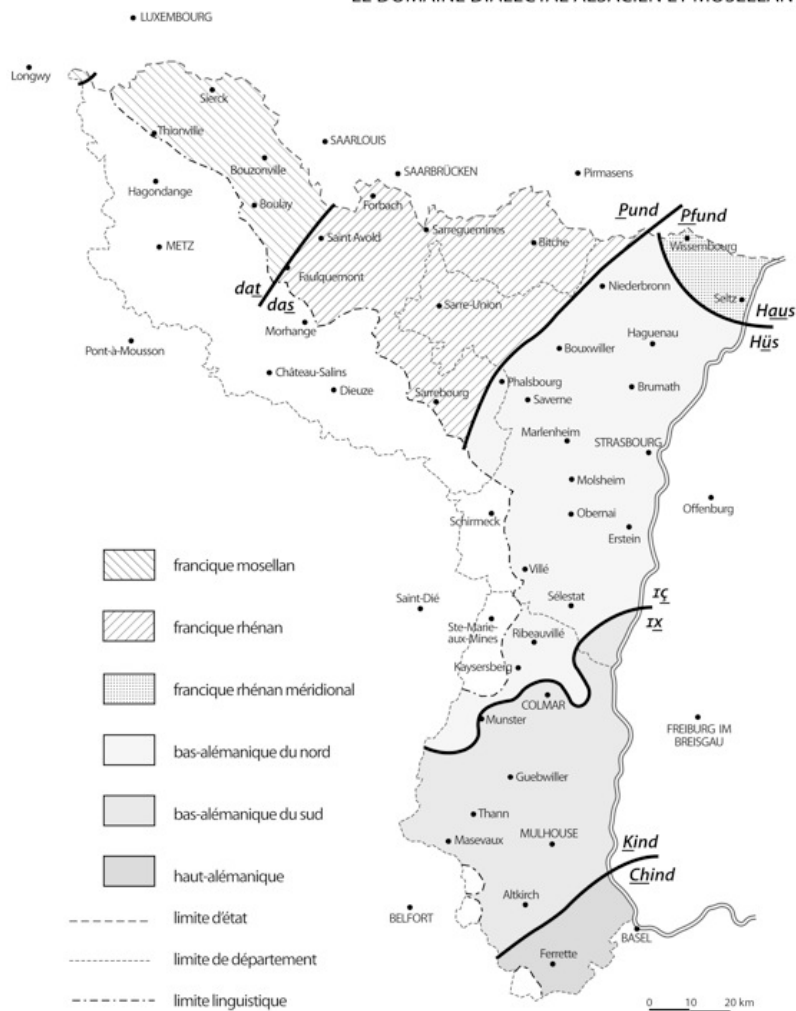 LE DOMAINE DIALECTAL ALSACIEN ET MOSELLAN
LUXEMBOURG
Longwy
Sierck
Thionville
SAARLOUIS
Bouzonville
SAARBRÜCKEN
Pirmasens
Hagondange
Boulay
Forbach
Pund
Pfund
METZ
Saint Avold
Sarreguemines
Bitche
Wissembourg
Faulquemont
dat
das
Niederbronn
Seltz
Sarre-Union
Haus
Hüs
Morhange
Pont-à-Mousson
Bouxwiller
Haguenau
Château-Salins
Dieuze
Phalsbourg
Brumath
Sarrebourg
Saverne
Marlenheim
STRASBOURG
Molsheim
Offenburg
Schirmeck
Obernai
Erstein
francique mosellan
Villé
Saint-Dié
Sélestat
ɪç
ɪx
francique rhénan
Ste-Marie-
aux-Mines
Ribeauvillé
Kaysersberg
francique rhénan méridional
COLMAR
Munster
FREIBURG IM
BREISGAU
bas-alémanique du nord
Guebwiller
bas-alémanique du sud
Thann
Masevaux
MULHOUSE
Kind
Chind
haut-alémanique
Altkirch
BELFORT
limite d'état
BASEL
Ferrette
limite de département
limite linguistique
0 10 20 km